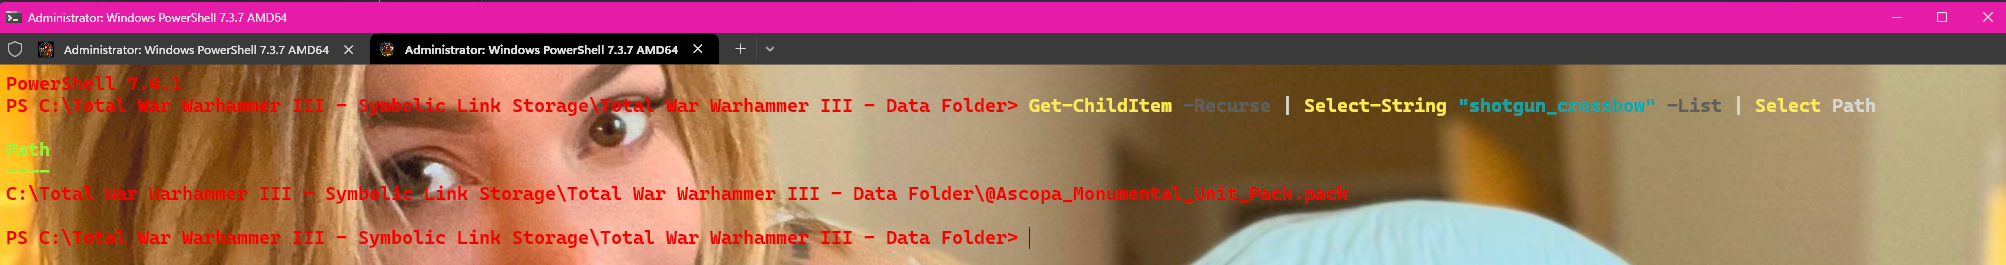 Administrator: Windows PowerShell 7.3.7 AMD64
Administrator: Windows PowerShell 7.3.7 AMD64
Administrator: Windows PowerShell 7.3.7 AMD64
PowerShell 7.4.1
PS C:\Total War Warhammer III - Symbolic Link Storage\Total War Warhammer III - Data Folder> Get-ChildItem -Recurse | Select-String "shotgun_crossbow" -List | Select Path
Path
----
C:\Total War Warhammer III - Symbolic Link Storage\Total War Warhammer III - Data Folder\@Ascopa_Monumental_Unit_Pack.pack
PS C:\Total War Warhammer III - Symbolic Link Storage\Total War Warhammer III - Data Folder>